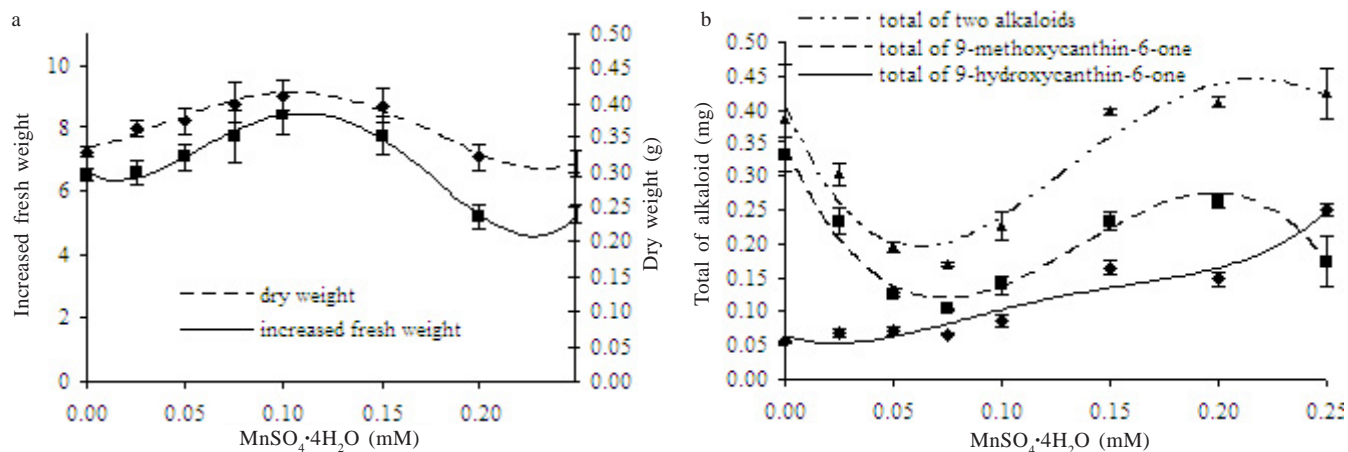 a
Increased fresh weight
10
8
6
4
2
0
0.50
0.45
0.40
0.35
0.30
0.25
0.20
0.15
0.10
0.05
0.00
Dry weight (g)
dry weight
increased fresh weight
0.00 0.05 0.10 0.15 0.20
MnSO₄·4H₂O (mM)
b
total of two alkaloids
total of 9-methoxycanthin-6-one
total of 9-hydroxycanthin-6-one
Total of alkaloid (mg)
0.50
0.45
0.40
0.35
0.30
0.25
0.20
0.15
0.10
0.05
0.00
0.00 0.05 0.10 0.15 0.20 0.25
MnSO₄·4H₂O (mM)